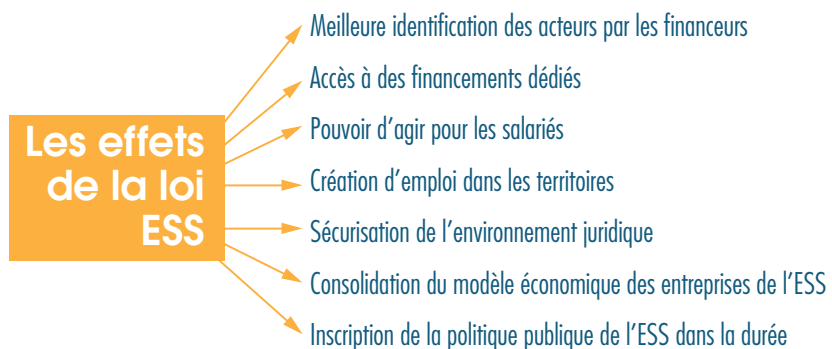 Les effets
de la loi
ESS
Meilleure identification des acteurs par les financeurs
Accès à des financements dédiés
Pouvoir d’agir pour les salariés
Création d’emploi dans les territoires
Sécurisation de l’environnement juridique
Consolidation du modèle économique des entreprises de l’ESS
Inscription de la politique publique de l’ESS dans la durée